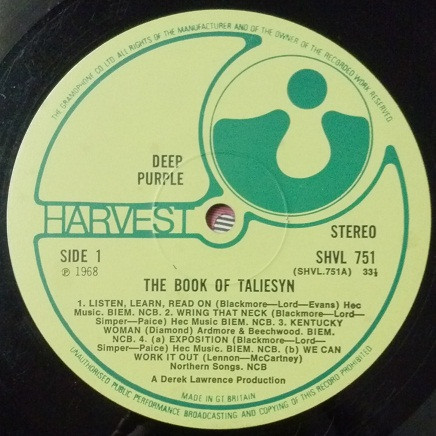 THE GRAMOPHONE CO. LTD. ALL RIGHTS OF THE MANUFACTURER AND OF THE OWNER OF THE RECORDED WORK RESERVED
DEEP
PURPLE
HARVEST
STEREO
SIDE 1
SHVL 751
℗ 1968
(SHVL.751A) 33⅓
THE BOOK OF TALIESYN
1. LISTEN, LEARN, READ ON (Blackmore—Lord—Evans) Hec
Music. BIEM. NCB. 2. WRING THAT NECK (Blackmore—Lord—
Simper—Paice) Hec Music BIEM. NCB. 3. KENTUCKY
WOMAN (Diamond) Ardmore & Beechwood. BIEM.
NCB. 4. (a) EXPOSITION (Blackmore—Lord—
Simper—Paice) Hec Music. BIEM. NCB. (b) WE CAN
WORK IT OUT (Lennon—McCartney)
Northern Songs. NCB
A Derek Lawrence Production
UNAUTHORISED PUBLIC PERFORMANCE BROADCASTING AND COPYING OF THIS RECORD PROHIBITED
MADE IN GT. BRITAIN